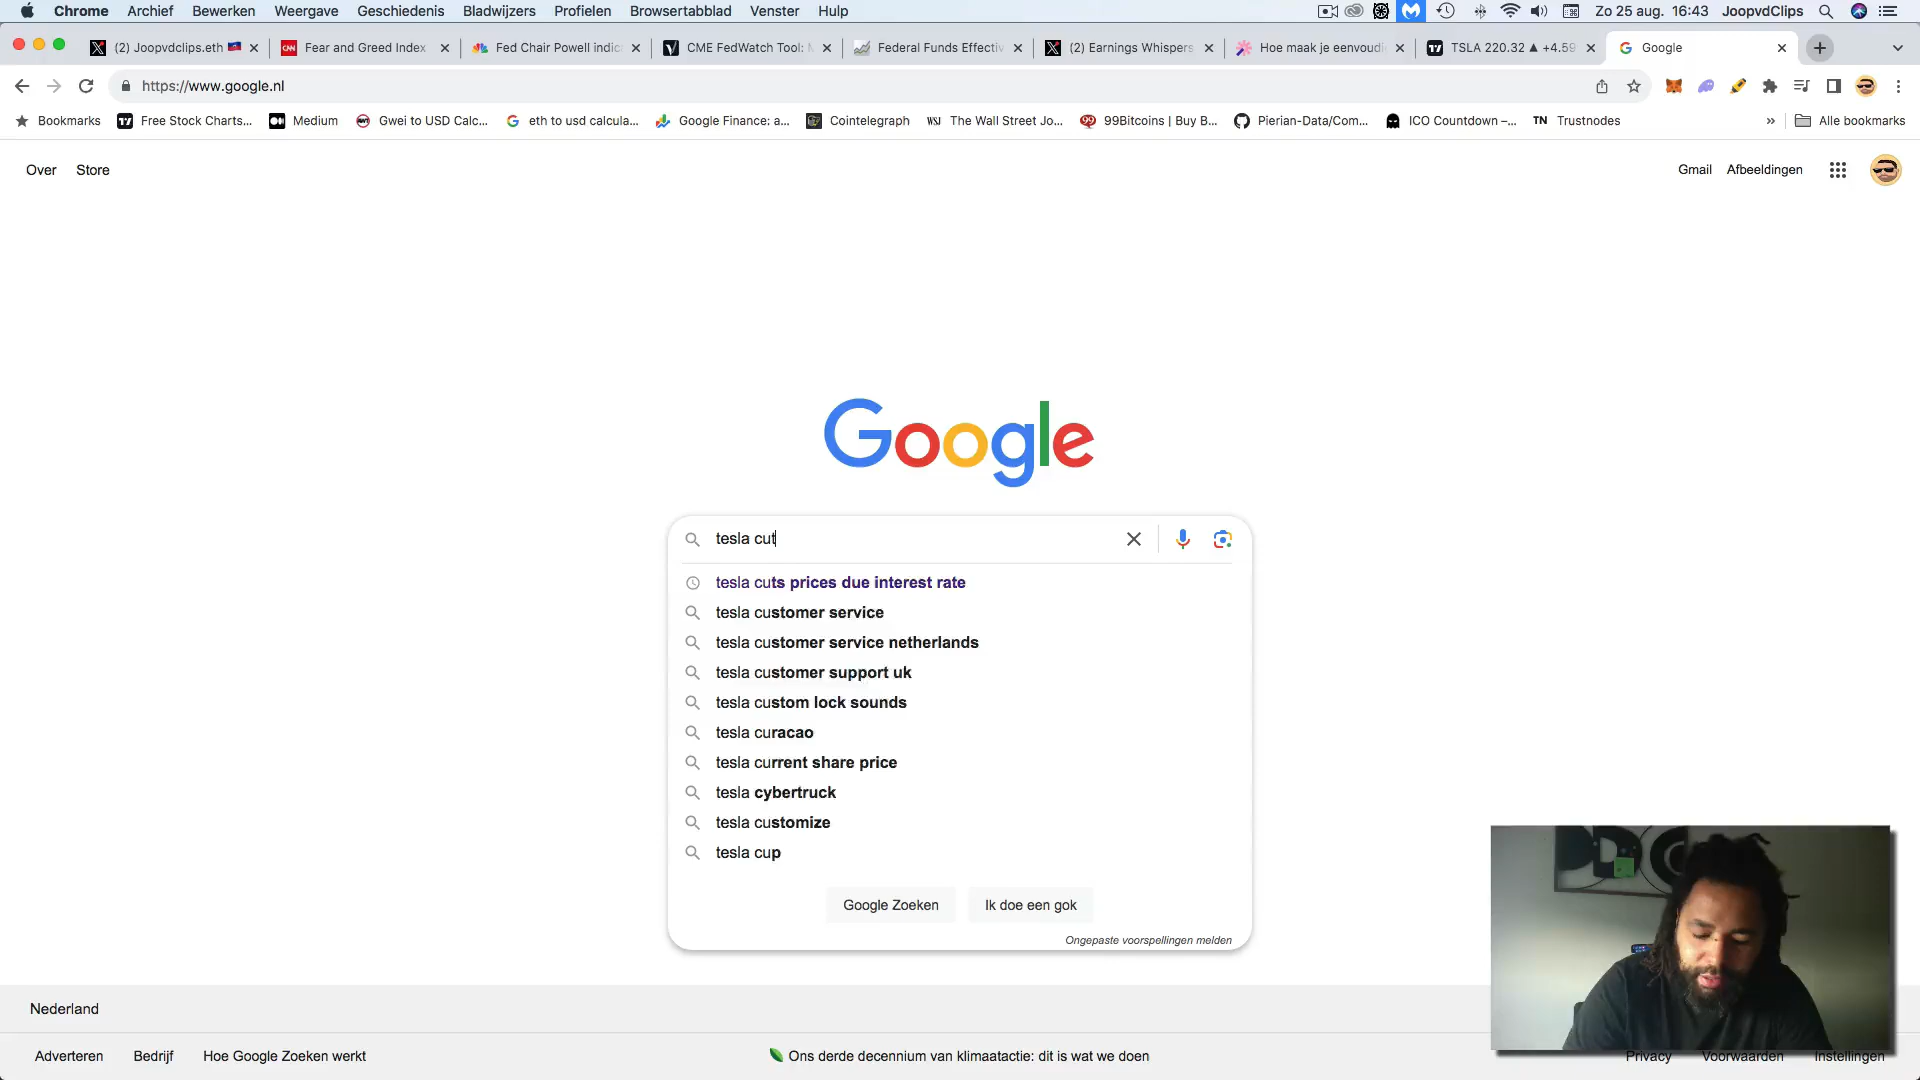 Chrome Archief Bewerken Weergave Geschiedenis Bladwijzers Profielen Browsertabblad Venster Hulp Zo 25 aug. 16:43 JoopvdClips
(2) Joopvdclips.eth Fear and Greed Index Fed Chair Powell indic CME FedWatch Tool: M Federal Funds Effectiv (2) Earnings Whispers Hoe maak je eenvoudi TSLA 220.32 ▲ +4.59 Google
https://www.google.nl
Bookmarks Free Stock Charts... Medium Gwei to USD Calc... eth to usd calcula... Google Finance: a... Cointelegraph The Wall Street Jo... 99Bitcoins | Buy B... Pierian-Data/Com... ICO Countdown –... Trustnodes » Alle bookmarks
Over Store Gmail Afbeeldingen
Google
tesla cut
tesla cuts prices due interest rate
tesla customer service
tesla customer service netherlands
tesla customer support uk
tesla custom lock sounds
tesla curacao
tesla current share price
tesla cybertruck
tesla customize
tesla cup
Google Zoeken Ik doe een gok
Ongepaste voorspellingen melden
Nederland
Adverteren Bedrijf Hoe Google Zoeken werkt Ons derde decennium van klimaatactie: dit is wat we doen Privacy Voorwaarden Instellingen